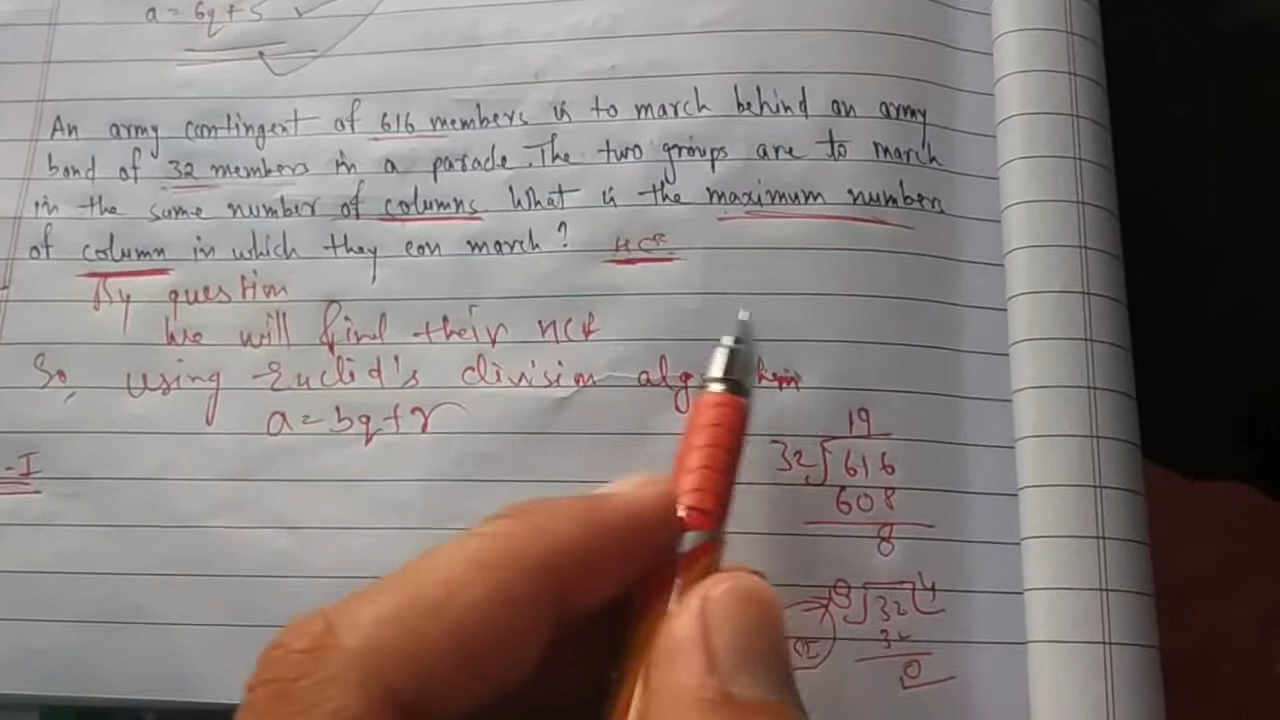 a = 6q + 5
An army contingent of 616 members is to march behind an army
band of 32 members in a parade. The two groups are to march
in the same number of columns What is the maximum numbers
of column in which they can march? HCF
By question
We will find their HCF
So, using Euclid's division
a = bq + r
-I
19
32 616
608
8
8 32 4
32
0